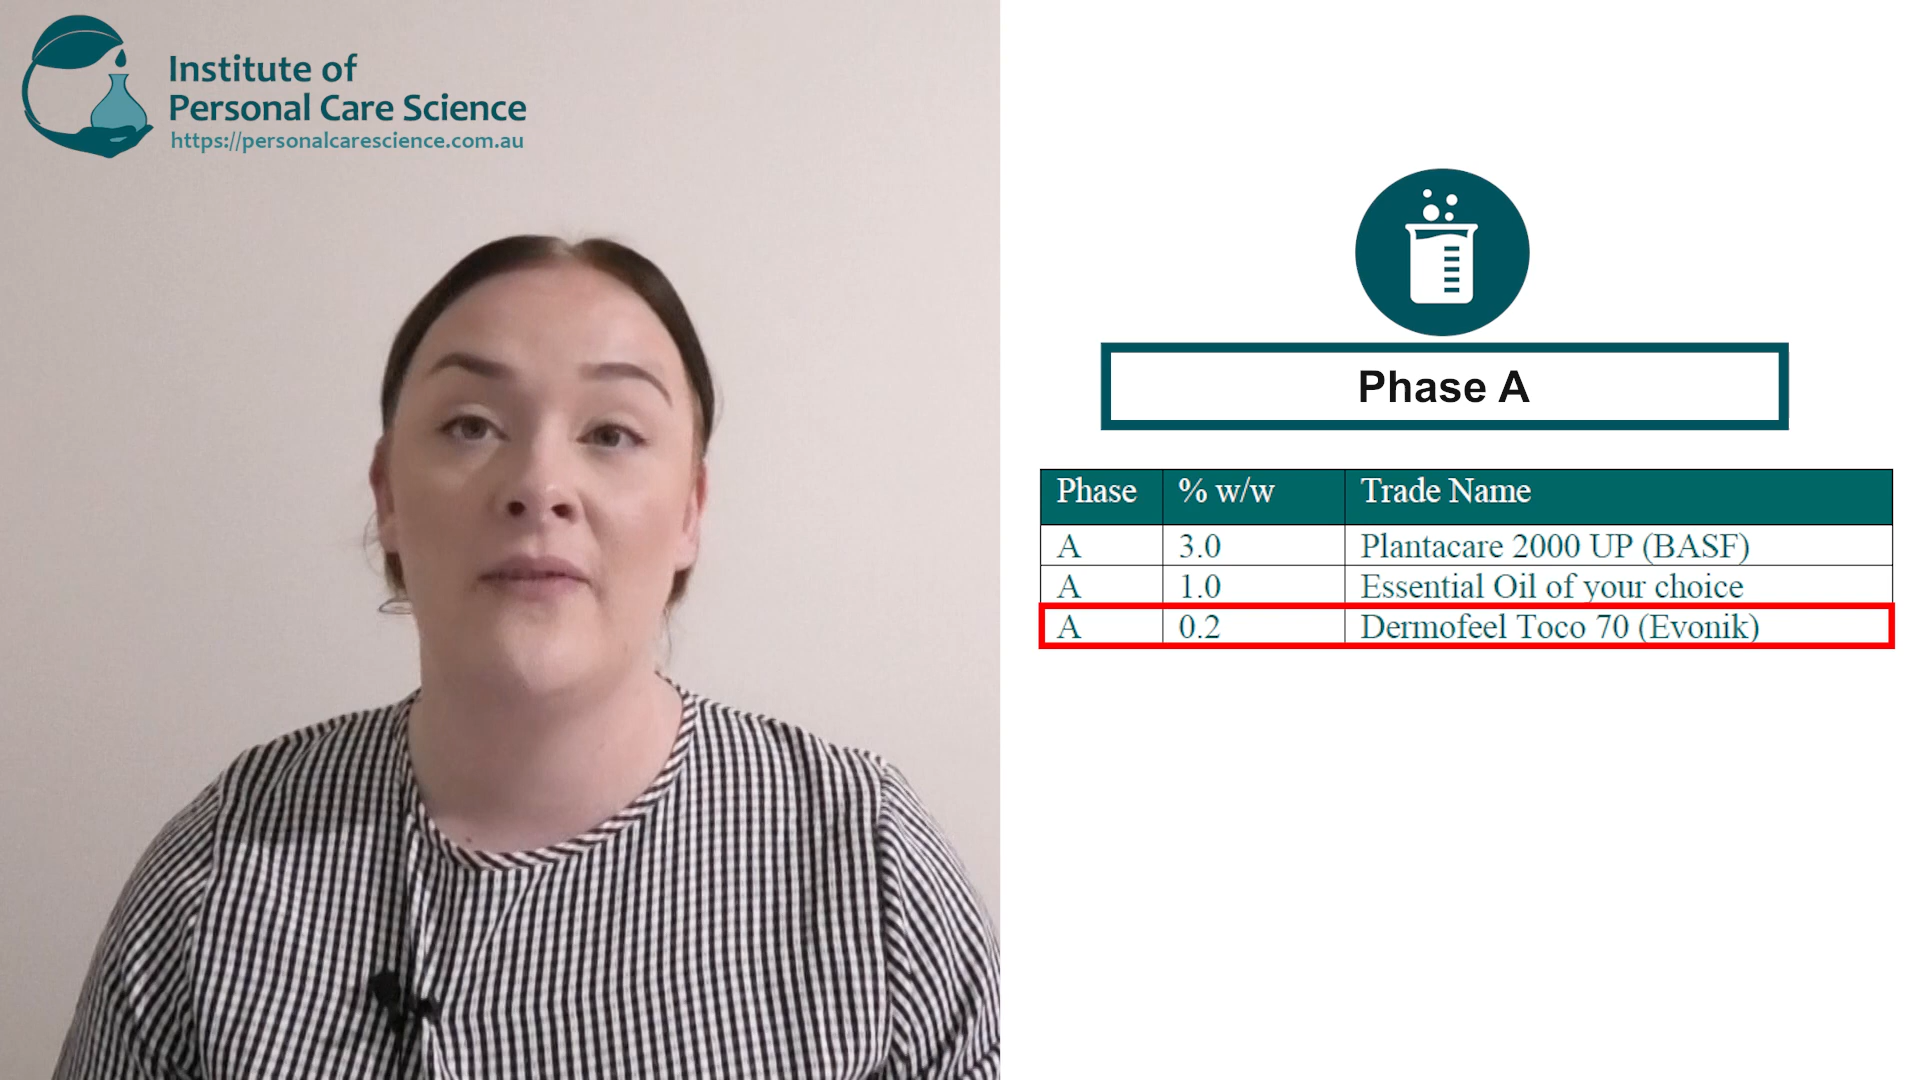 Institute of
Personal Care Science
https://personalcarescience.com.au
Phase A
Phase % w/w Trade Name
A 3.0 Plantacare 2000 UP (BASF)
A 1.0 Essential Oil of your choice
A 0.2 Dermofeel Toco 70 (Evonik)